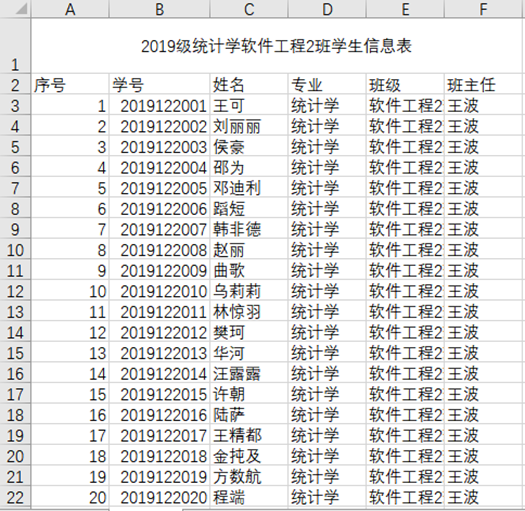 A B C D E F
1 2019级统计学软件工程2班学生信息表
2 序号 学号 姓名 专业 班级 班主任
3 1 2019122001 王可 统计学 软件工程2 王波
4 2 2019122002 刘丽丽 统计学 软件工程2 王波
5 3 2019122003 侯豪 统计学 软件工程2 王波
6 4 2019122004 邵为 统计学 软件工程2 王波
7 5 2019122005 邓迪利 统计学 软件工程2 王波
8 6 2019122006 蹈短 统计学 软件工程2 王波
9 7 2019122007 韩非德 统计学 软件工程2 王波
10 8 2019122008 赵丽 统计学 软件工程2 王波
11 9 2019122009 曲歌 统计学 软件工程2 王波
12 10 2019122010 乌莉莉 统计学 软件工程2 王波
13 11 2019122011 林惊羽 统计学 软件工程2 王波
14 12 2019122012 樊珂 统计学 软件工程2 王波
15 13 2019122013 华河 统计学 软件工程2 王波
16 14 2019122014 汪露露 统计学 软件工程2 王波
17 15 2019122015 许朝 统计学 软件工程2 王波
18 16 2019122016 陆萨 统计学 软件工程2 王波
19 17 2019122017 王精都 统计学 软件工程2 王波
20 18 2019122018 金扽及 统计学 软件工程2 王波
21 19 2019122019 方数航 统计学 软件工程2 王波
22 20 2019122020 程端 统计学 软件工程2 王波